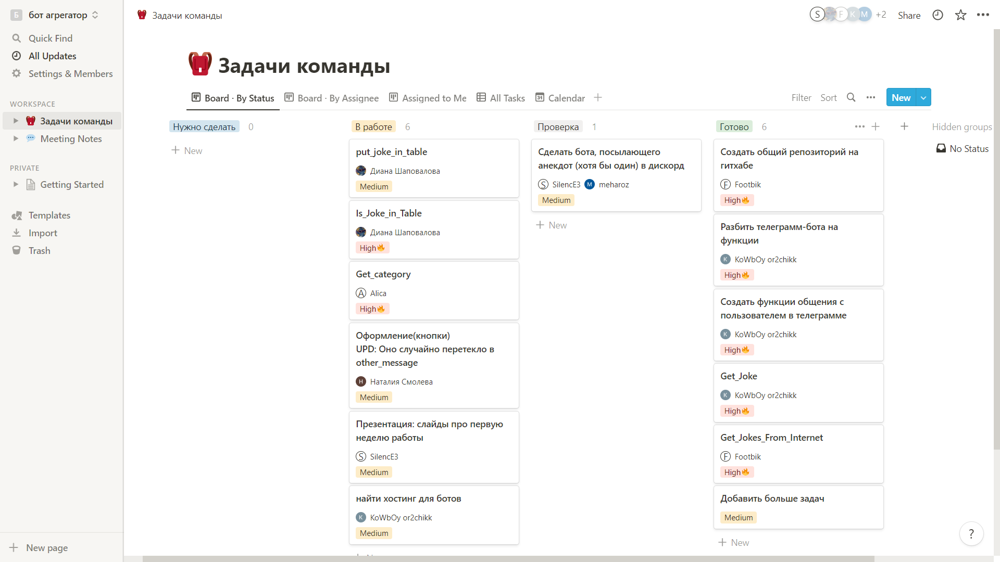 Б бот агрегатор
Quick Find
All Updates
Settings & Members
WORKSPACE
Задачи команды
Meeting Notes
PRIVATE
Getting Started
Templates
Import
Trash
New page
Задачи команды
S F K M +2 Share
Задачи команды
Board · By Status Board · By Assignee Assigned to Me All Tasks 31 Calendar
Filter Sort New
Нужно сделать 0
New
В работе 6
put_joke_in_table
Диана Шаповалова
Medium
Is_Joke_in_Table
Диана Шаповалова
High
Get_category
A Alica
High
Оформление(кнопки)
UPD: Оно случайно перетекло в
other_message
Н Наталия Смолева
Medium
Презентация: слайды про первую
неделю работы
S SilencE3
Medium
найти хостинг для ботов
K KoWbOy or2chikk
Medium
Проверка 1
Сделать бота, посылающего
анекдот (хотя бы один) в дискорд
S SilencE3 M meharoz
Medium
New
Готово 6
Создать общий репозиторий на
гитхабе
F Footbik
High
Разбить телеграмм-бота на
функции
K KoWbOy or2chikk
High
Создать функции общения с
пользователем в телеграмме
K KoWbOy or2chikk
High
Get_Joke
K KoWbOy or2chikk
High
Get_Jokes_From_Internet
F Footbik
High
Добавить больше задач
Medium
New
Hidden groups
No Status
?